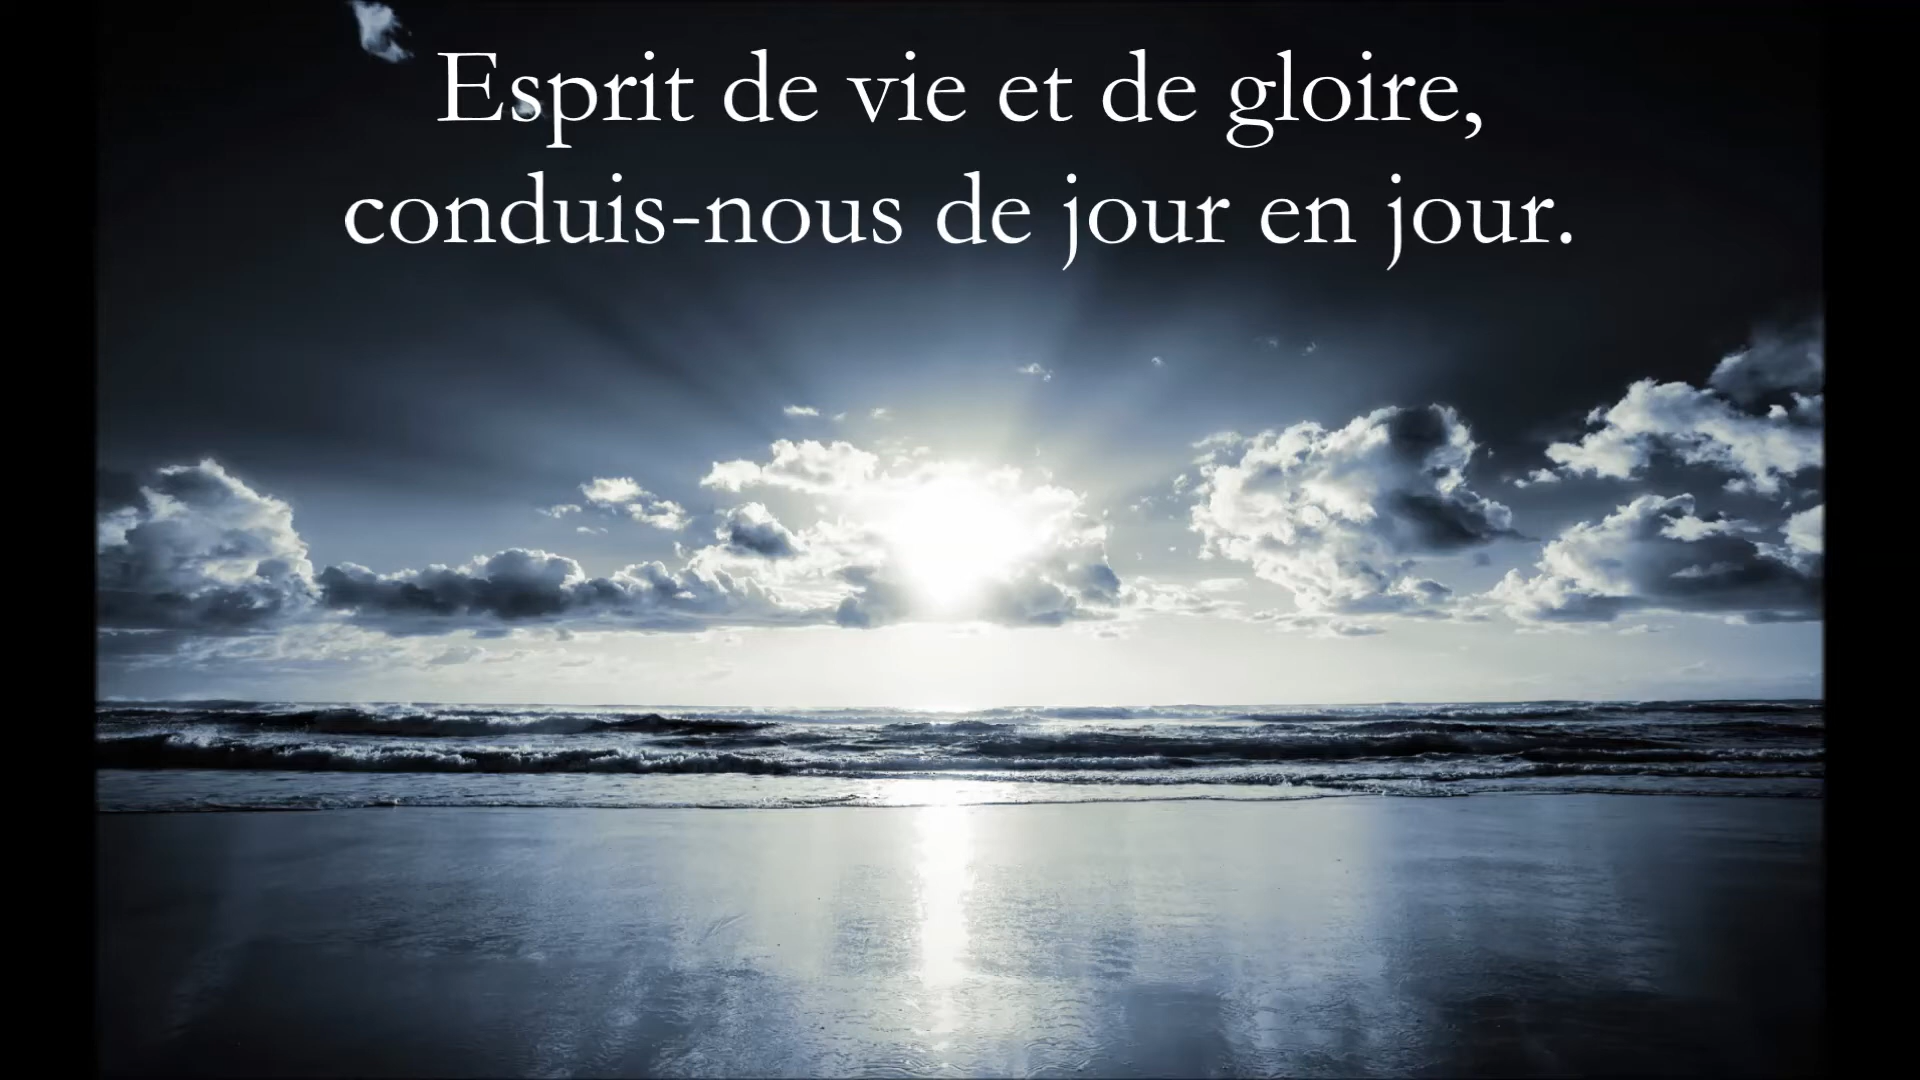 Esprit de vie et de gloire,
conduis-nous de jour en jour.